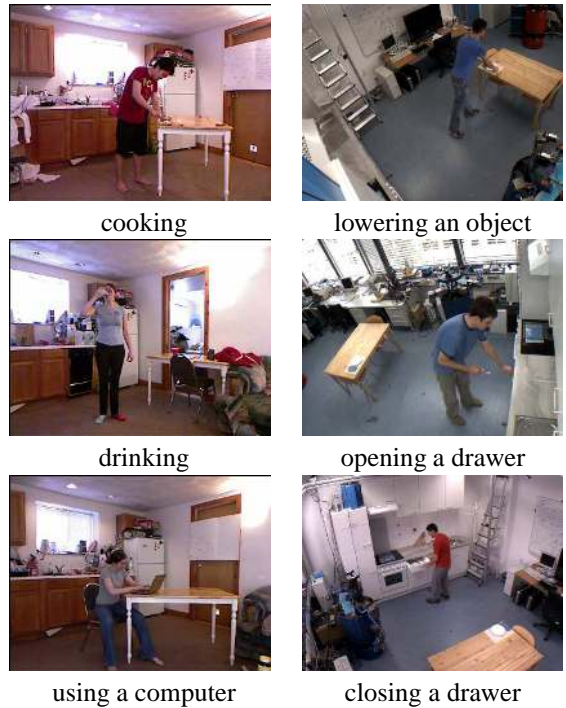 cooking
lowering an object
drinking
opening a drawer
using a computer
closing a drawer